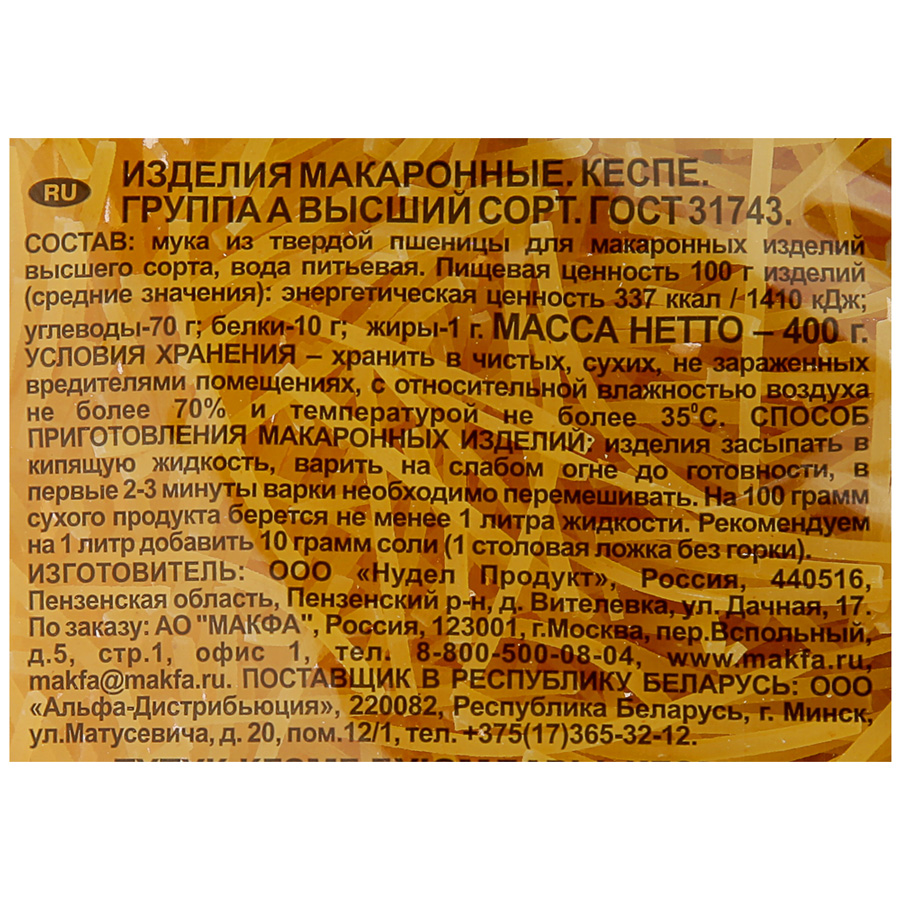 RU
ИЗДЕЛИЯ МАКАРОННЫЕ. КЕСПЕ.
ГРУППА А ВЫСШИЙ СОРТ. ГОСТ 31743.
СОСТАВ: мука из твердой пшеницы для макаронных изделий
высшего сорта, вода питьевая. Пищевая ценность 100 г изделий
(средние значения): энергетическая ценность 337 ккал / 1410 кДж;
углеводы-70 г; белки-10 г; жиры-1 г. МАССА НЕТТО – 400 г.
УСЛОВИЯ ХРАНЕНИЯ – хранить в чистых, сухих, не зараженных
вредителями помещениях, с относительной влажностью воздуха
не более 70% и температурой не более 35⁰С. СПОСОБ
ПРИГОТОВЛЕНИЯ МАКАРОННЫХ ИЗДЕЛИЙ: изделия засыпать в
кипящую жидкость, варить на слабом огне до готовности, в
первые 2-3 минуты варки необходимо перемешивать. На 100 грамм
сухого продукта берется не менее 1 литра жидкости. Рекомендуем
на 1 литр добавить 10 грамм соли (1 столовая ложка без горки).
ИЗГОТОВИТЕЛЬ: ООО «Нудел Продукт», Россия, 440516,
Пензенская область, Пензенский р-н, д. Вителевка, ул. Дачная, 17.
По заказу: АО "МАКФА", Россия, 123001, г.Москва, пер.Вспольный,
д.5, стр.1, офис 1, тел. 8-800-500-08-04, www.makfa.ru,
makfa@makfa.ru. ПОСТАВЩИК В РЕСПУБЛИКУ БЕЛАРУСЬ: ООО
«Альфа-Дистрибьюция», 220082, Республика Беларусь, г. Минск,
ул.Матусевича, д. 20, пом.12/1, тел. +375(17)365-32-12.